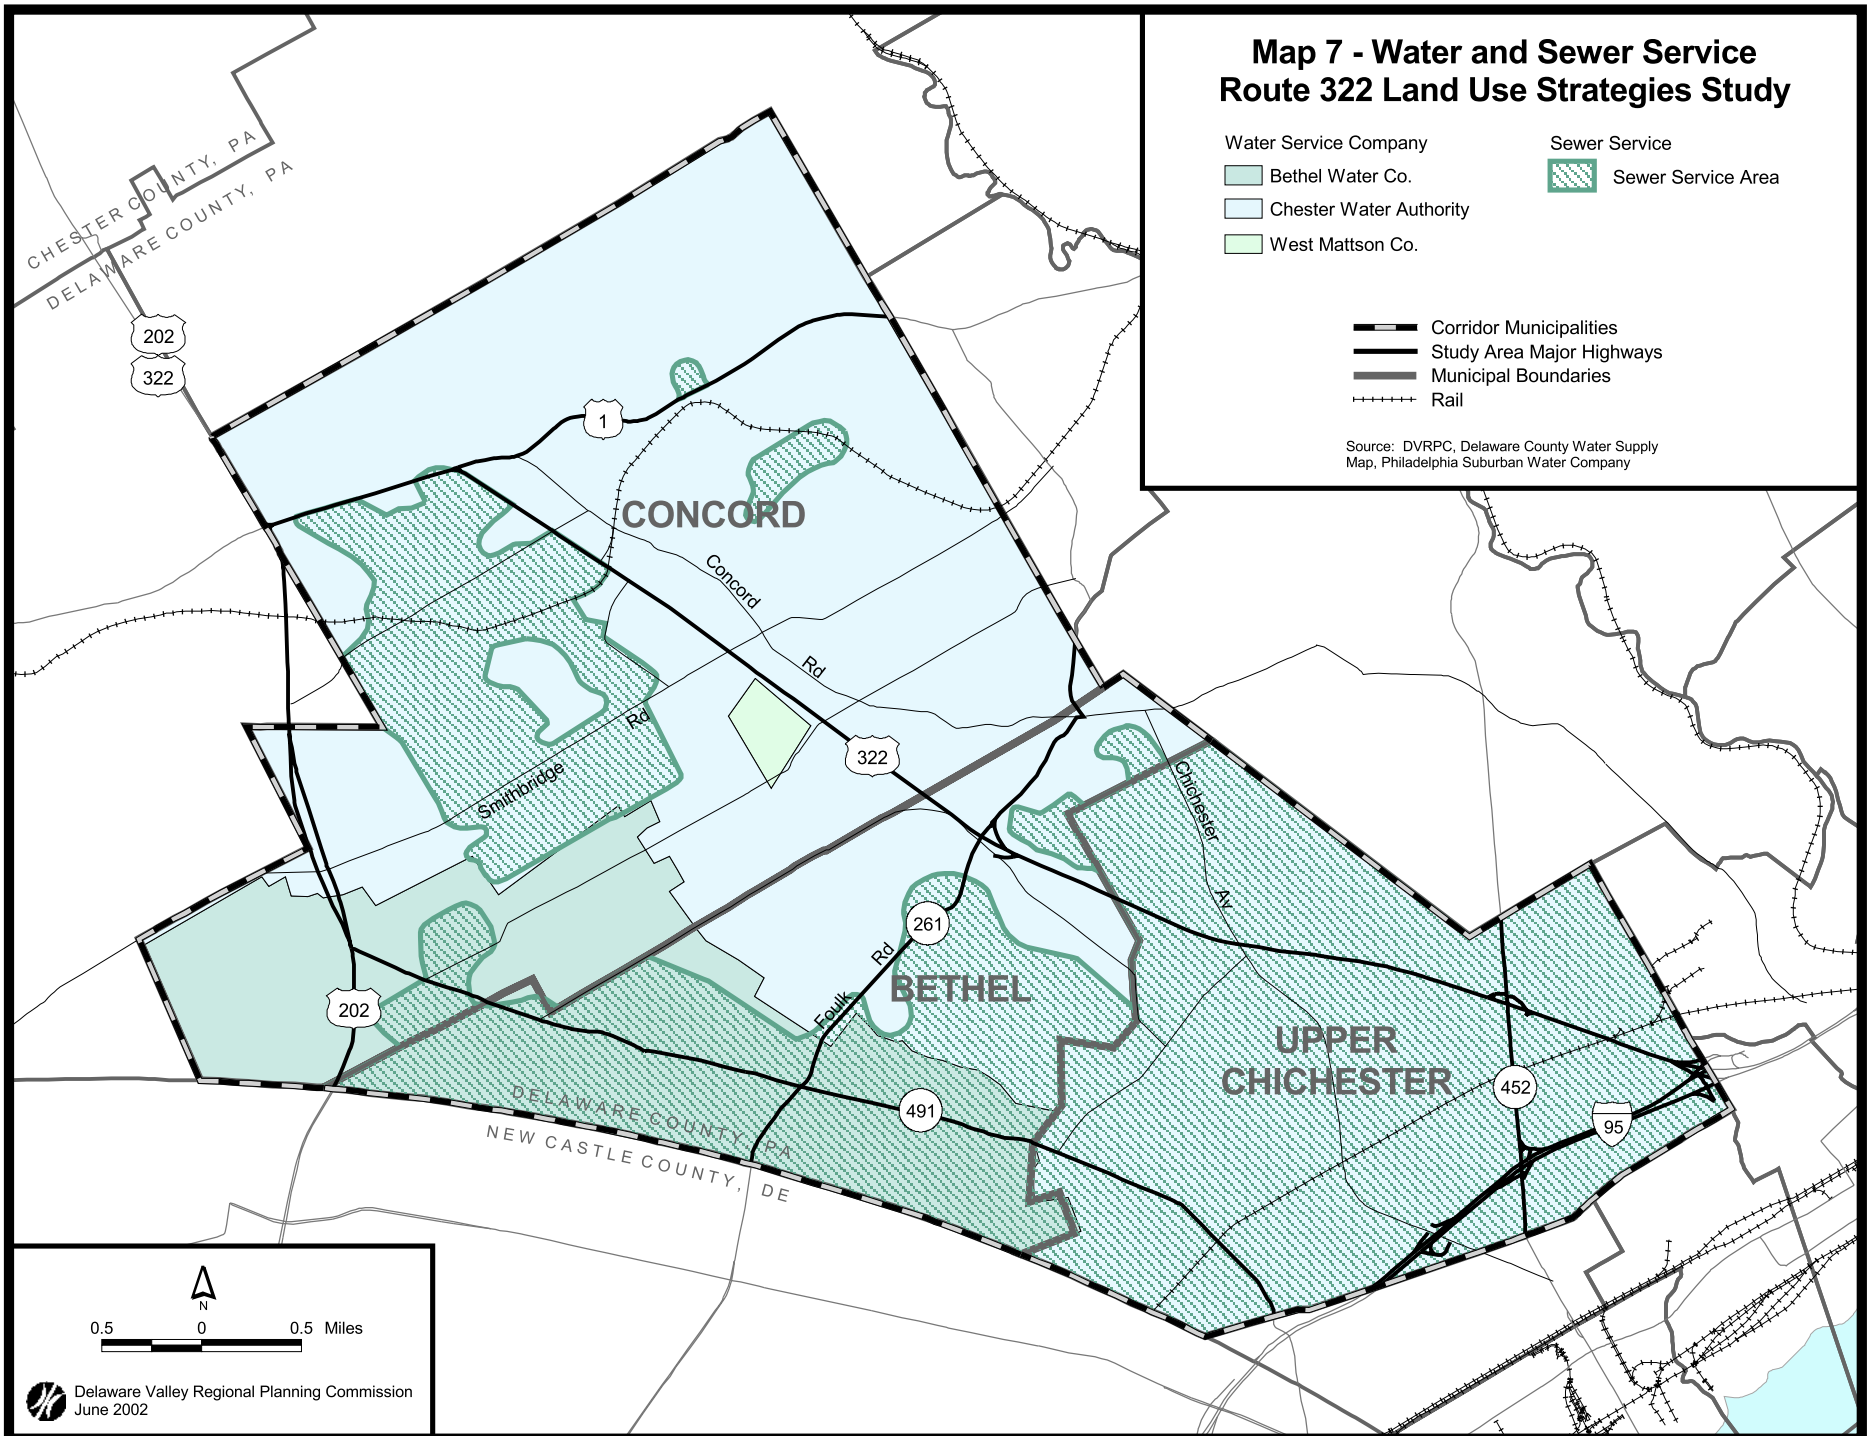 Map 7 - Water and Sewer Service
Route 322 Land Use Strategies Study
Water Service Company
Bethel Water Co.
Chester Water Authority
West Mattson Co.
Sewer Service
Sewer Service Area
Corridor Municipalities
Study Area Major Highways
Municipal Boundaries
Rail
Source: DVRPC, Delaware County Water Supply
Map, Philadelphia Suburban Water Company
CHESTER COUNTY, PA
DELAWARE COUNTY, PA
202
322
1
CONCORD
Concord
Rd
Rd
Smithbridge
322
Chichester
Av
261
Rd
Foulk
BETHEL
202
UPPER
CHICHESTER
452
95
491
DELAWARE COUNTY, PA
NEW CASTLE COUNTY, DE
N
0.5 0 0.5 Miles
Delaware Valley Regional Planning Commission
June 2002